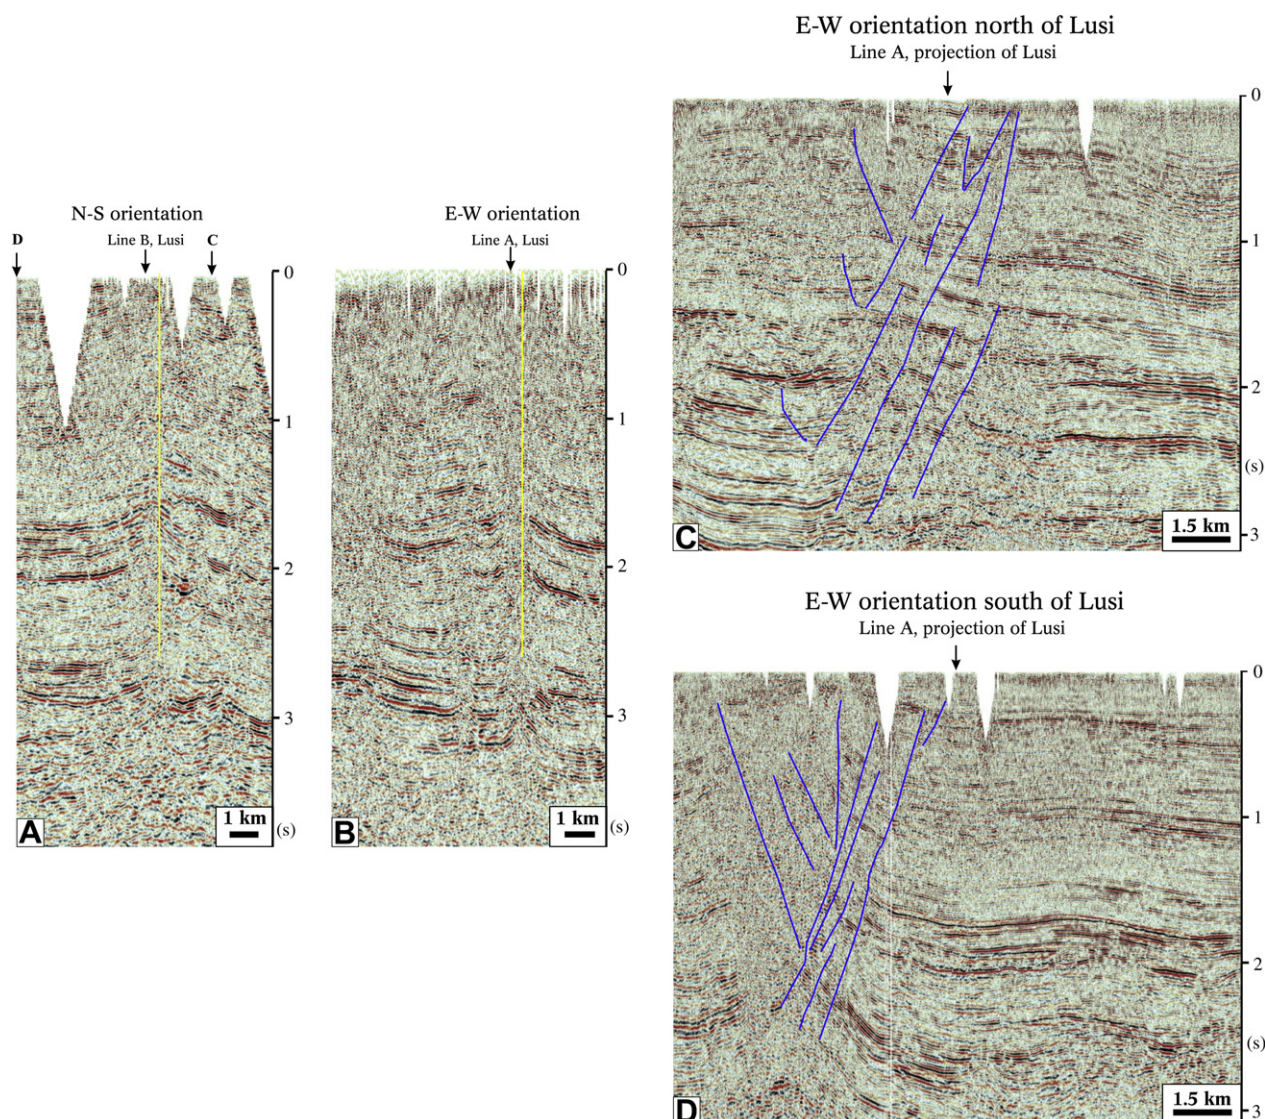 N-S orientation
D
Line B, Lusi
C
0
1
2
3
(s)
1 km
A
E-W orientation
Line A, Lusi
0
1
2
3
(s)
1 km
B
E-W orientation north of Lusi
Line A, projection of Lusi
0
1
2
(s)
3
1.5 km
C
E-W orientation south of Lusi
Line A, projection of Lusi
0
1
2
(s)
3
1.5 km
D